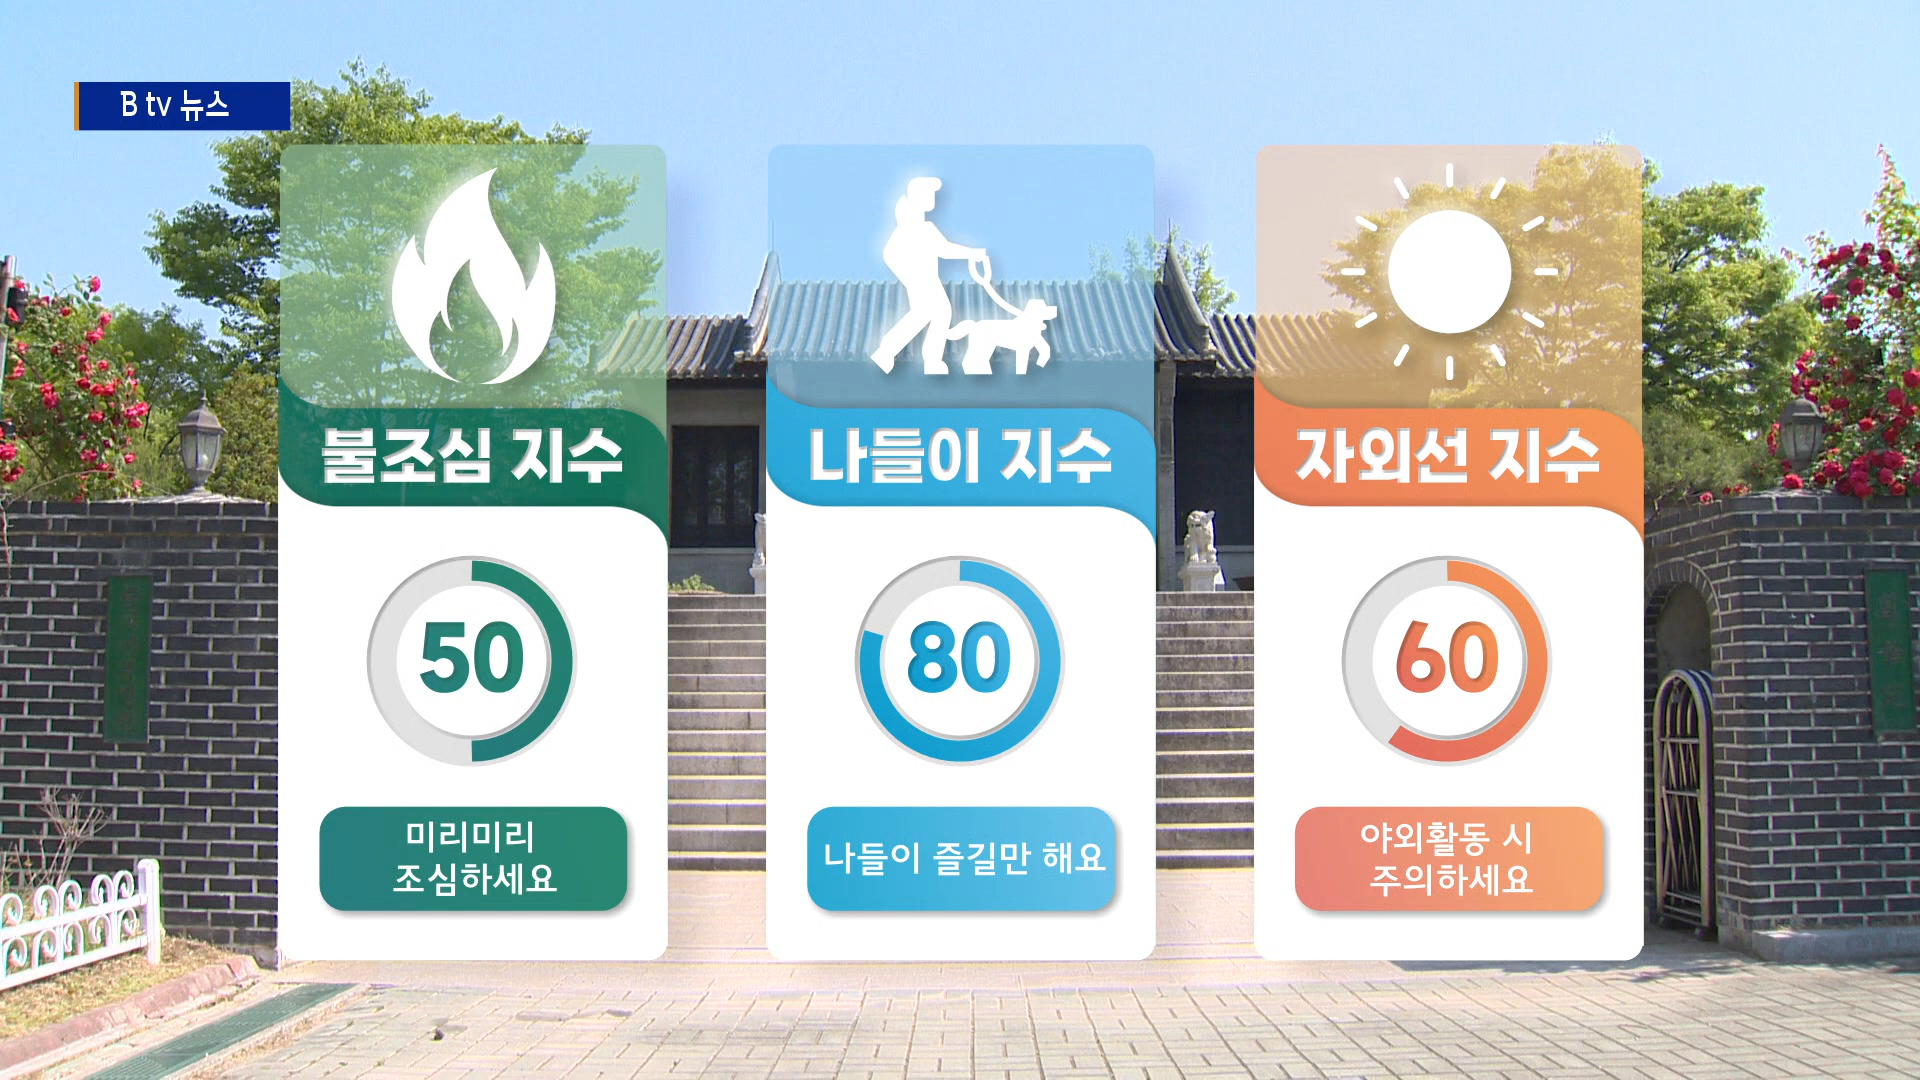 B tv 뉴스
불조심 지수
50
미리미리
조심하세요
나들이 지수
80
나들이 즐길만 해요
자외선 지수
60
야외활동 시
주의하세요